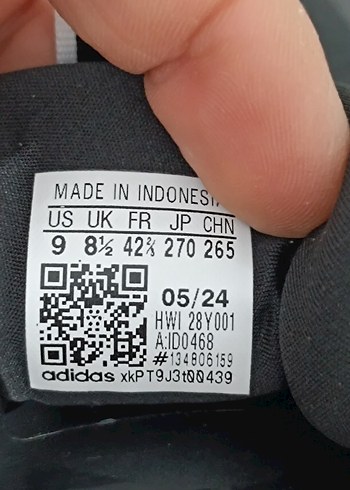 MADE IN INDONESIA
US UK FR JP CHN
9 8½ 42⅔ 270 265
05/24
HWI 28Y001
A:ID0468
#134806159
adidas xkPT9J3t00439